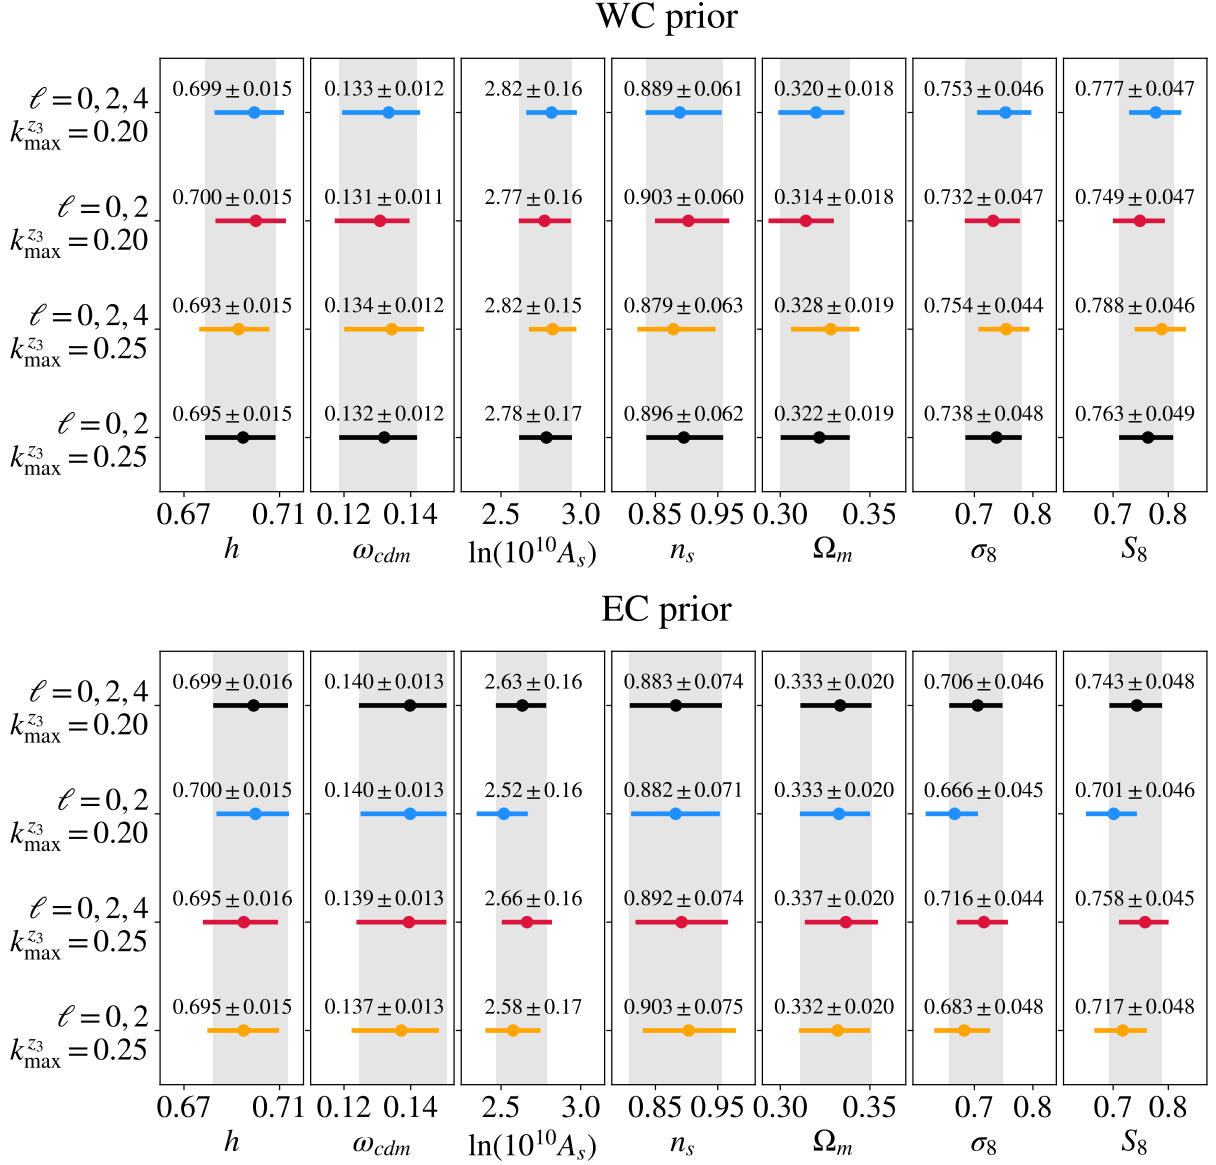 WC prior
ℓ = 0, 2, 4
k_max^{z_3} = 0.20
0.699 ± 0.015 0.133 ± 0.012 2.82 ± 0.16 0.889 ± 0.061 0.320 ± 0.018 0.753 ± 0.046 0.777 ± 0.047
ℓ = 0, 2
k_max^{z_3} = 0.20
0.700 ± 0.015 0.131 ± 0.011 2.77 ± 0.16 0.903 ± 0.060 0.314 ± 0.018 0.732 ± 0.047 0.749 ± 0.047
ℓ = 0, 2, 4
k_max^{z_3} = 0.25
0.693 ± 0.015 0.134 ± 0.012 2.82 ± 0.15 0.879 ± 0.063 0.328 ± 0.019 0.754 ± 0.044 0.788 ± 0.046
ℓ = 0, 2
k_max^{z_3} = 0.25
0.695 ± 0.015 0.132 ± 0.012 2.78 ± 0.17 0.896 ± 0.062 0.322 ± 0.019 0.738 ± 0.048 0.763 ± 0.049
0.67 0.71 0.12 0.14 2.5 3.0 0.85 0.95 0.30 0.35 0.7 0.8 0.7 0.8
h ω_cdm ln(10^10 A_s) n_s Ω_m σ_8 S_8
EC prior
ℓ = 0, 2, 4
k_max^{z_3} = 0.20
0.699 ± 0.016 0.140 ± 0.013 2.63 ± 0.16 0.883 ± 0.074 0.333 ± 0.020 0.706 ± 0.046 0.743 ± 0.048
ℓ = 0, 2
k_max^{z_3} = 0.20
0.700 ± 0.015 0.140 ± 0.013 2.52 ± 0.16 0.882 ± 0.071 0.333 ± 0.020 0.666 ± 0.045 0.701 ± 0.046
ℓ = 0, 2, 4
k_max^{z_3} = 0.25
0.695 ± 0.016 0.139 ± 0.013 2.66 ± 0.16 0.892 ± 0.074 0.337 ± 0.020 0.716 ± 0.044 0.758 ± 0.045
ℓ = 0, 2
k_max^{z_3} = 0.25
0.695 ± 0.015 0.137 ± 0.013 2.58 ± 0.17 0.903 ± 0.075 0.332 ± 0.020 0.683 ± 0.048 0.717 ± 0.048
0.67 0.71 0.12 0.14 2.5 3.0 0.85 0.95 0.30 0.35 0.7 0.8 0.7 0.8
h ω_cdm ln(10^10 A_s) n_s Ω_m σ_8 S_8